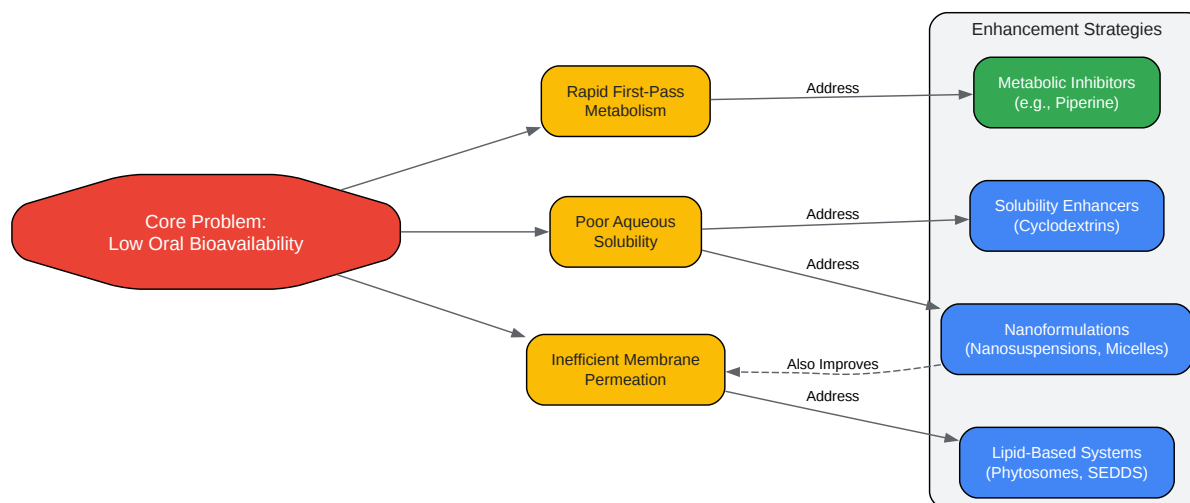 Enhancement Strategies
Rapid First-Pass
Metabolism
Address
Metabolic Inhibitors
(e.g., Piperine)
Core Problem:
Low Oral Bioavailability
Poor Aqueous
Solubility
Address
Solubility Enhancers
(Cyclodextrins)
Address
Nanoformulations
(Nanosuspensions, Micelles)
Inefficient Membrane
Permeation
Also Improves
Address
Lipid-Based Systems
(Phytosomes, SEDDS)